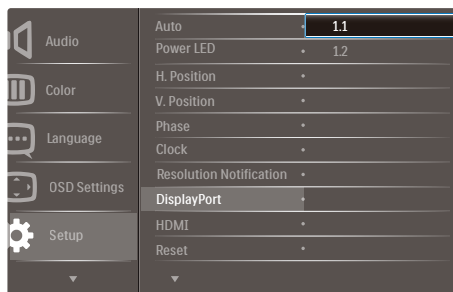 Audio
Color
Language
OSD Settings
Setup
Auto
Power LED
H. Position
V. Position
Phase
Clock
Resolution Notification
DisplayPort
HDMI
Reset
1.1
1.2